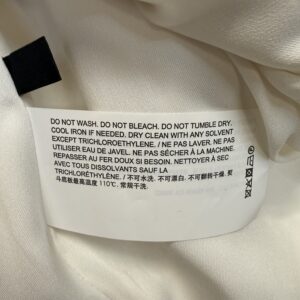 DO NOT WASH. DO NOT BLEACH. DO NOT TUMBLE DRY.
COOL IRON IF NEEDED. DRY CLEAN WITH ANY SOLVENT
EXCEPT TRICHLOROETHYLENE. / NE PAS LAVER. NE PAS
UTILISER EAU DE JAVEL. NE PAS SÉCHER À LA MACHINE.
REPASSER AU FER DOUX SI BESOIN. NETTOYER À SEC
AVEC TOUS DISSOLVANTS SAUF LA
TRICHLORÉTHYLÈNE. / 不可水洗. 不可漂白. 不可翻转干燥. 熨
斗底板最高温度 110℃. 常规干洗.